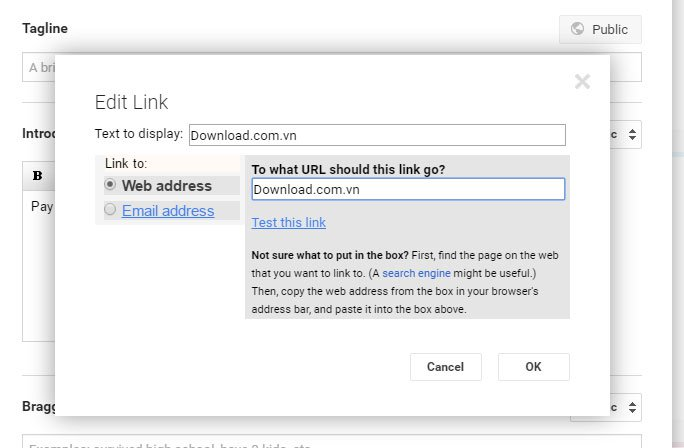 Tagline
Public
A bri
Edit Link
Text to display: Download.com.vn
Introd
c
Link to:
Web address
Email address
To what URL should this link go?
Download.com.vn
B
Pay
Test this link
Not sure what to put in the box? First, find the page on the web
that you want to link to. (A search engine might be useful.)
Then, copy the web address from the box in your browser's
address bar, and paste it into the box above.
Cancel
OK
Bragg
c
Examples: survived high school, have 3 kids, etc.